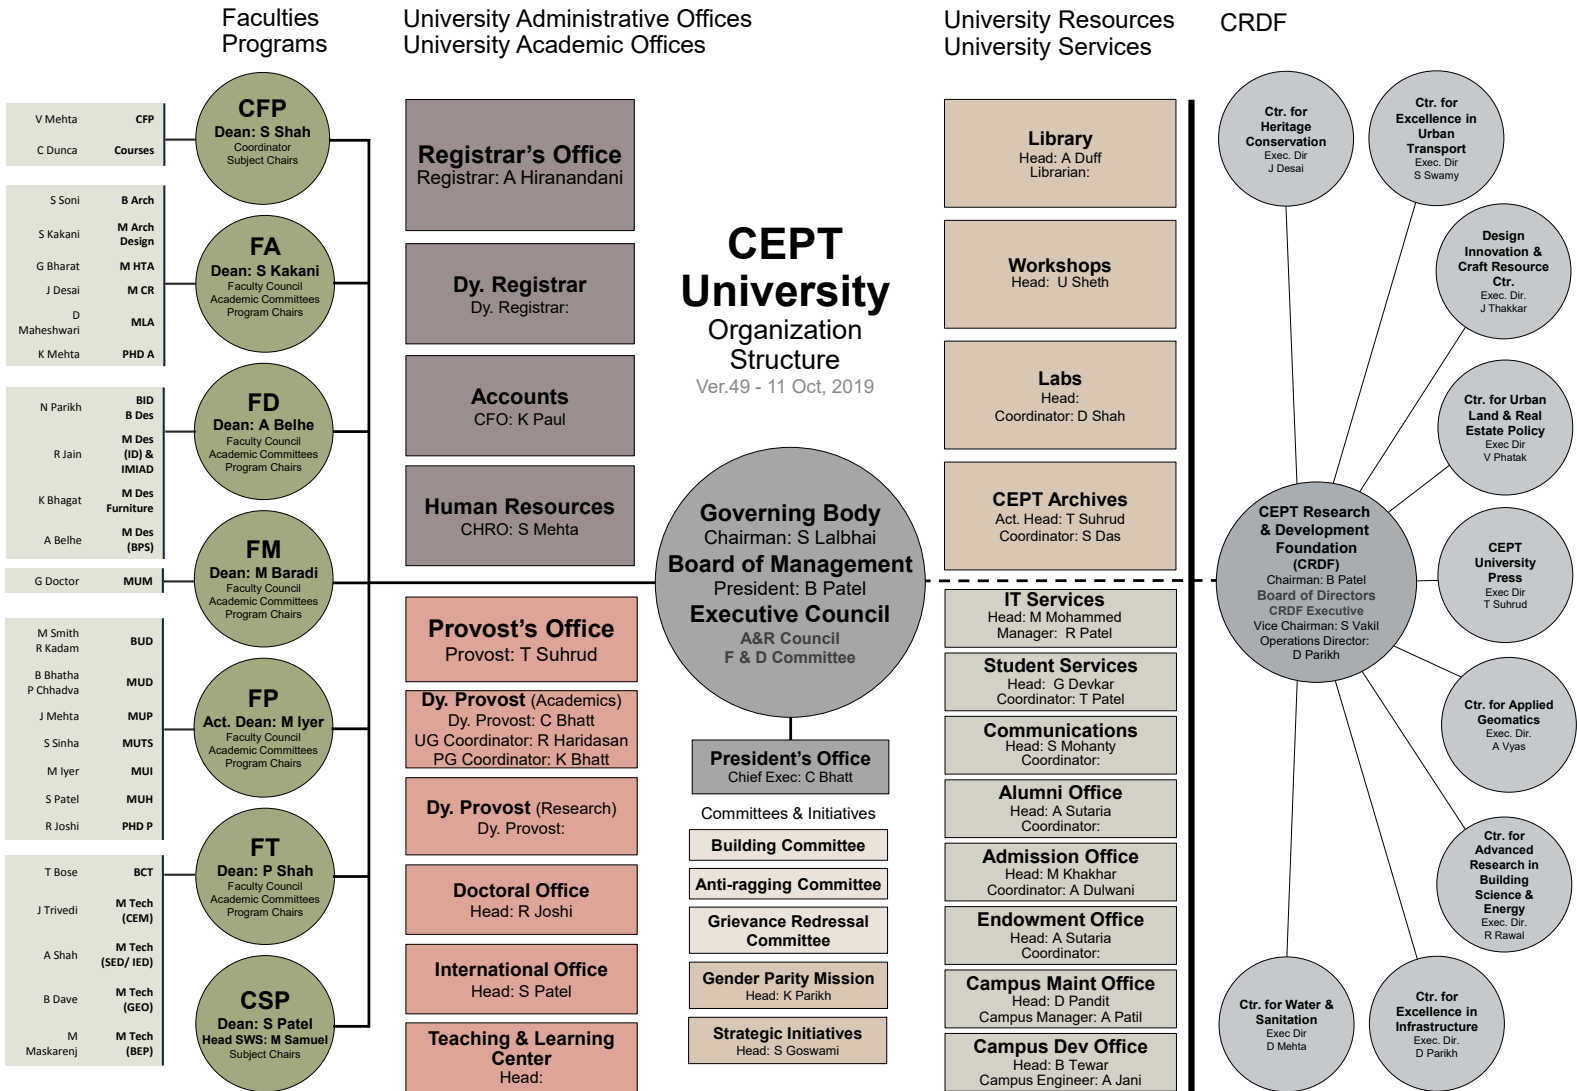 Faculties
Programs
University Administrative Offices
University Academic Offices
University Resources
University Services
CRDF
V Mehta CFP
C Dunca Courses
S Soni B Arch
S Kakani M Arch
Design
G Bharat M HTA
J Desai M CR
D
Maheshwari MLA
K Mehta PHD A
N Parikh BID
B Des
R Jain M Des
(ID) &
IMIAD
K Bhagat M Des
Furniture
A Belhe M Des
(BPS)
G Doctor MUM
M Smith
R Kadam BUD
B Bhatha
P Chhadva MUD
J Mehta MUP
S Sinha MUTS
M Iyer MUI
S Patel MUH
R Joshi PHD P
T Bose BCT
J Trivedi M Tech
(CEM)
A Shah M Tech
(SED/ IED)
B Dave M Tech
(GEO)
M
Maskarenj M Tech
(BEP)
CFP
Dean: S Shah
Coordinator
Subject Chairs
FA
Dean: S Kakani
Faculty Council
Academic Committees
Program Chairs
FD
Dean: A Belhe
Faculty Council
Academic Committees
Program Chairs
FM
Dean: M Baradi
Faculty Council
Academic Committees
Program Chairs
FP
Act. Dean: M Iyer
Faculty Council
Academic Committees
Program Chairs
FT
Dean: P Shah
Faculty Council
Academic Committees
Program Chairs
CSP
Dean: S Patel
Head SWS: M Samuel
Subject Chairs
Registrar's Office
Registrar: A Hiranandani
Dy. Registrar
Dy. Registrar:
Accounts
CFO: K Paul
Human Resources
CHRO: S Mehta
Provost's Office
Provost: T Suhrud
Dy. Provost (Academics)
Dy. Provost: C Bhatt
UG Coordinator: R Haridasan
PG Coordinator: K Bhatt
Dy. Provost (Research)
Dy. Provost:
Doctoral Office
Head: R Joshi
International Office
Head: S Patel
Teaching & Learning
Center
Head:
CEPT
University
Organization
Structure
Ver.49 - 11 Oct, 2019
Governing Body
Chairman: S Lalbhai
Board of Management
President: B Patel
Executive Council
A&R Council
F & D Committee
President's Office
Chief Exec: C Bhatt
Committees & Initiatives
Building Committee
Anti-ragging Committee
Grievance Redressal
Committee
Gender Parity Mission
Head: K Parikh
Strategic Initiatives
Head: S Goswami
Library
Head: A Duff
Librarian:
Workshops
Head: U Sheth
Labs
Head:
Coordinator: D Shah
CEPT Archives
Act. Head: T Suhrud
Coordinator: S Das
IT Services
Head: M Mohammed
Manager: R Patel
Student Services
Head: G Devkar
Coordinator: T Patel
Communications
Head: S Mohanty
Coordinator:
Alumni Office
Head: A Sutaria
Coordinator:
Admission Office
Head: M Khakhar
Coordinator: A Dulwani
Endowment Office
Head: A Sutaria
Coordinator:
Campus Maint Office
Head: D Pandit
Campus Manager: A Patil
Campus Dev Office
Head: B Tewar
Campus Engineer: A Jani
Ctr. for
Heritage
Conservation
Exec. Dir
J Desai
Ctr. for
Excellence in
Urban
Transport
Exec. Dir
S Swamy
Design
Innovation &
Craft Resource
Ctr.
Exec. Dir.
J Thakkar
Ctr. for Urban
Land & Real
Estate Policy
Exec Dir
V Phatak
CEPT Research
& Development
Foundation
(CRDF)
Chairman: B Patel
Board of Directors
CRDF Executive
Vice Chairman: S Vakil
Operations Director:
D Parikh
CEPT
University
Press
Exec Dir
T Suhrud
Ctr. for Applied
Geomatics
Exec. Dir.
A Vyas
Ctr. for
Advanced
Research in
Building
Science &
Energy
Exec. Dir.
R Rawal
Ctr. for Water &
Sanitation
Exec Dir
D Mehta
Ctr. for
Excellence in
Infrastructure
Exec. Dir.
D Parikh